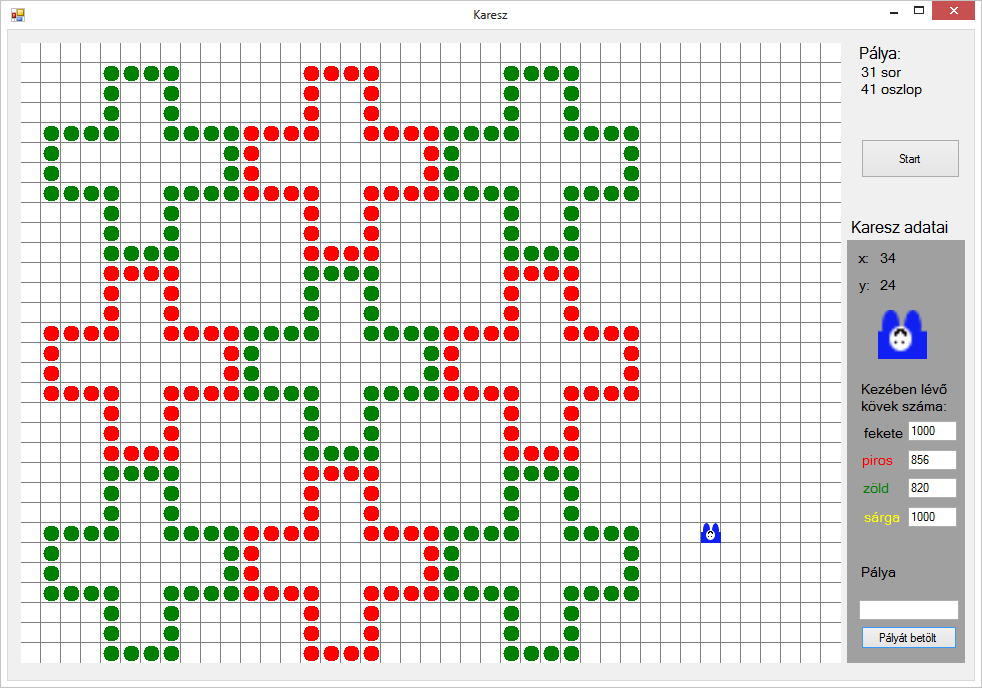 Karesz
Pálya:
31 sor
41 oszlop
Start
Karesz adatai
x: 34
y: 24
Kezében lévő
kövek száma:
fekete 1000
piros 856
zöld 820
sárga 1000
Pálya
Pályát betölt